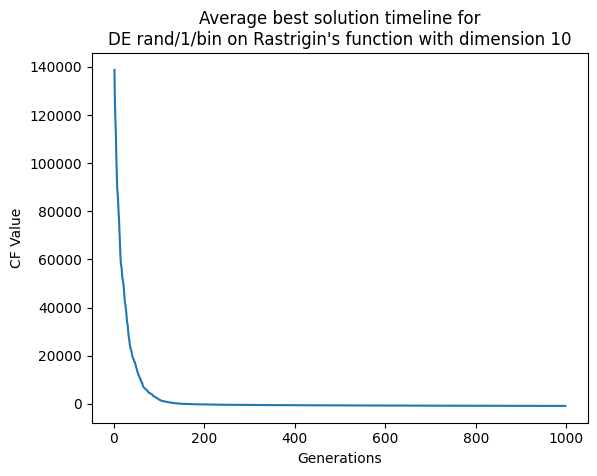 Average best solution timeline for
DE rand/1/bin on Rastrigin's function with dimension 10
140000
120000
100000
80000
60000
40000
20000
0
CF Value
0 200 400 600 800 1000
Generations